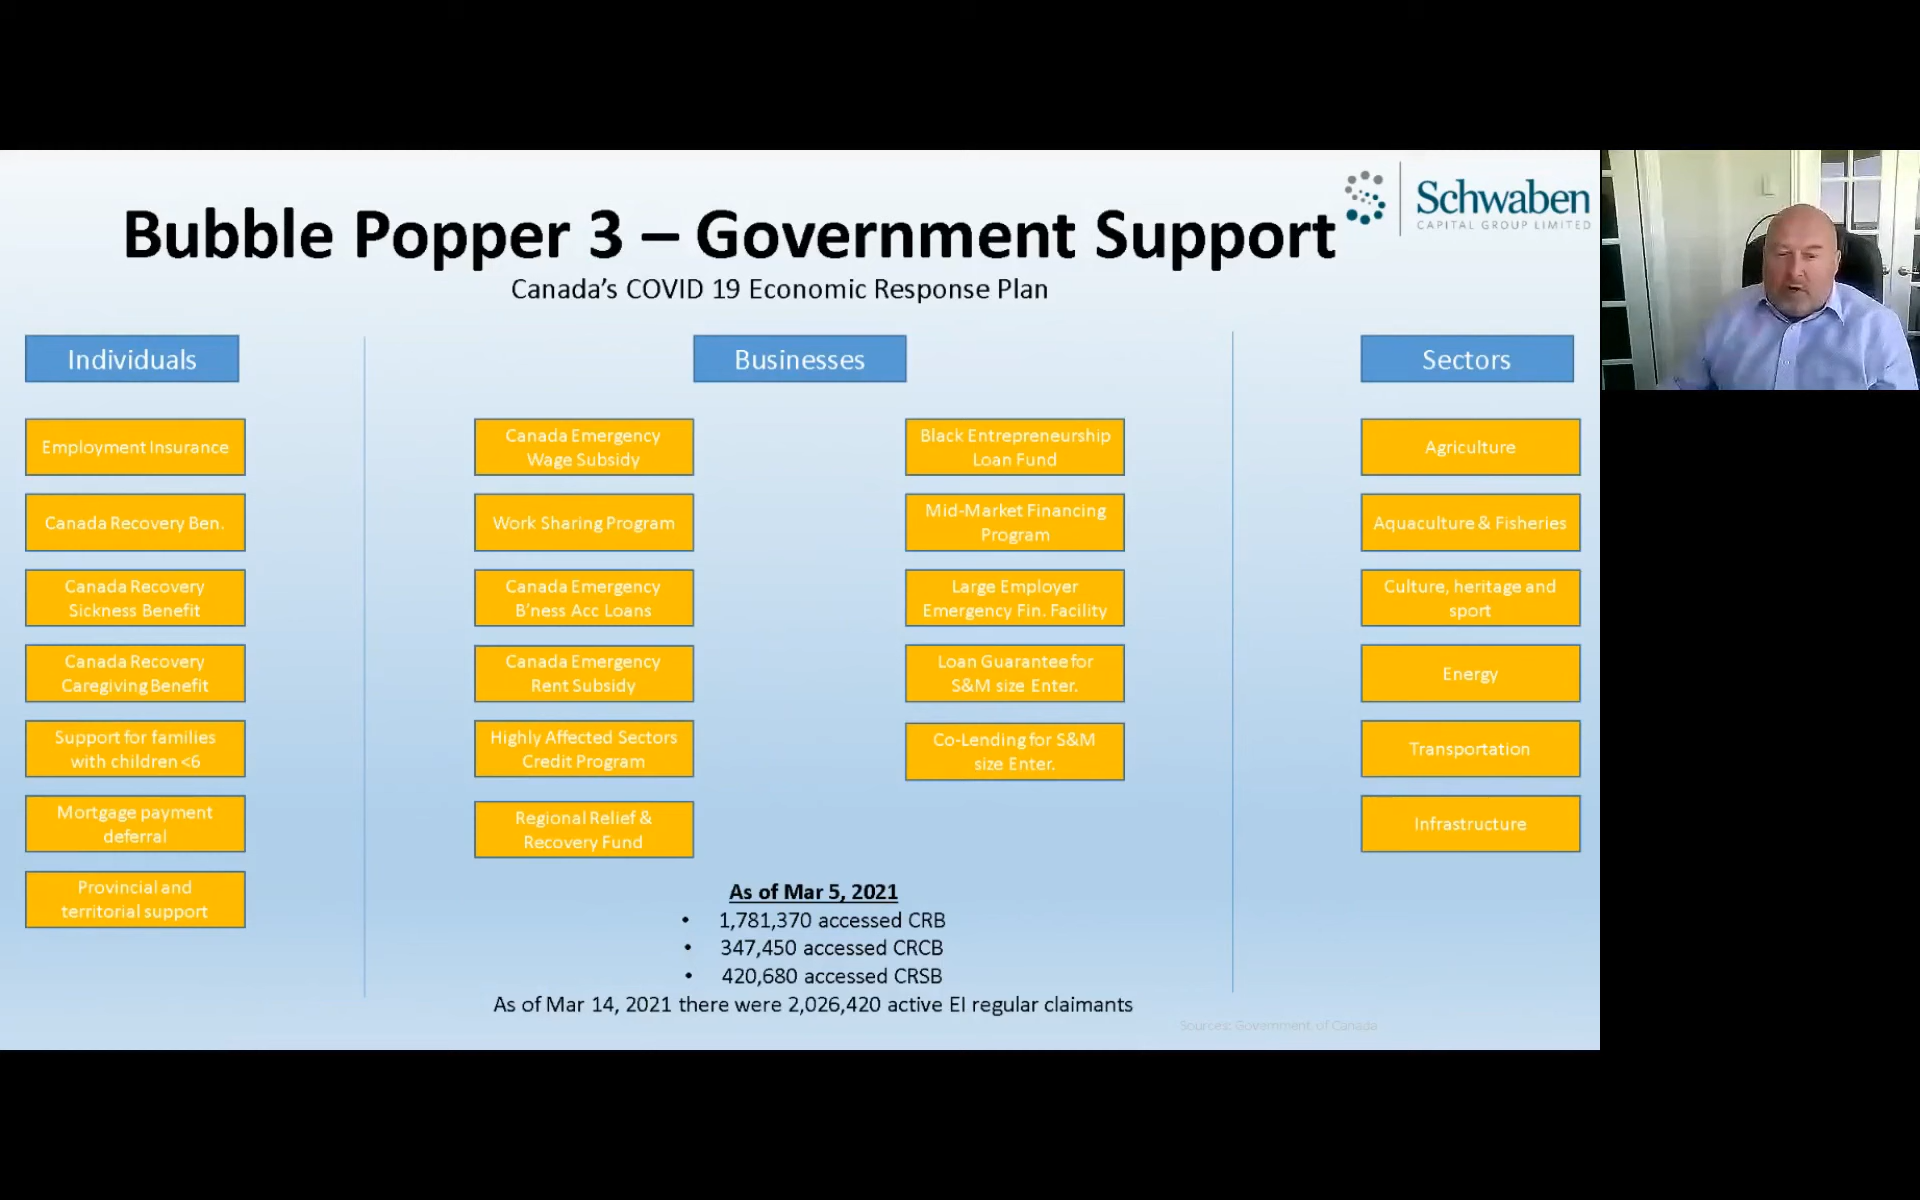 Schwaben
CAPITAL GROUP LIMITED
Bubble Popper 3 – Government Support
Canada's COVID 19 Economic Response Plan
Individuals
Employment Insurance
Canada Recovery Ben.
Canada Recovery
Sickness Benefit
Canada Recovery
Caregiving Benefit
Support for families
with children <6
Mortgage payment
deferral
Provincial and
territorial support
Businesses
Canada Emergency
Wage Subsidy
Work Sharing Program
Canada Emergency
B'ness Acc Loans
Canada Emergency
Rent Subsidy
Highly Affected Sectors
Credit Program
Regional Relief &
Recovery Fund
Black Entrepreneurship
Loan Fund
Mid-Market Financing
Program
Large Employer
Emergency Fin. Facility
Loan Guarantee for
S&M size Enter.
Co-Lending for S&M
size Enter.
Sectors
Agriculture
Aquaculture & Fisheries
Culture, heritage and
sport
Energy
Transportation
Infrastructure
As of Mar 5, 2021
• 1,781,370 accessed CRB
• 347,450 accessed CRCB
• 420,680 accessed CRSB
As of Mar 14, 2021 there were 2,026,420 active EI regular claimants
Sources: Government of Canada